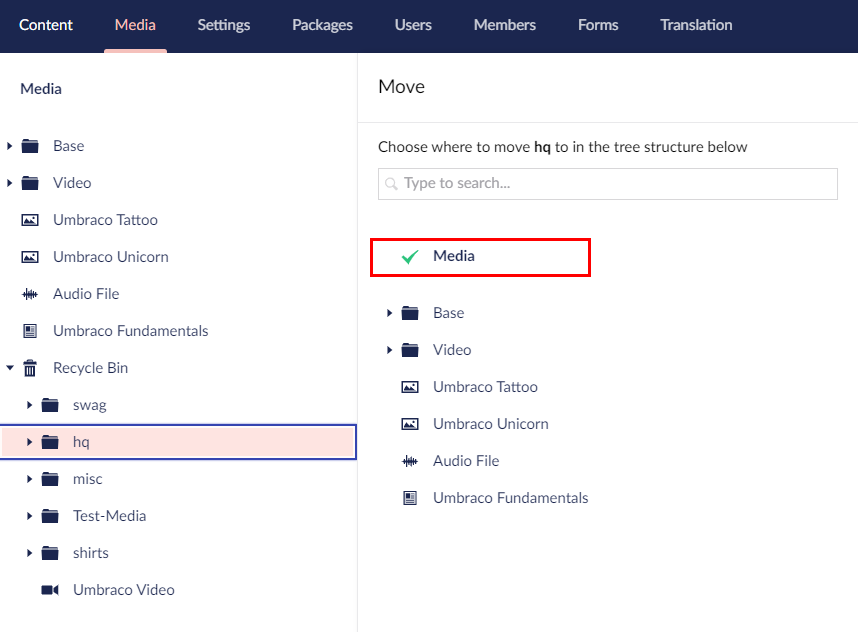 Content Media Settings Packages Users Members Forms Translation
Media
Base
Video
Umbraco Tattoo
Umbraco Unicorn
Audio File
Umbraco Fundamentals
Recycle Bin
swag
hq
misc
Test-Media
shirts
Umbraco Video
Move
Choose where to move hq to in the tree structure below
Type to search...
Media
Base
Video
Umbraco Tattoo
Umbraco Unicorn
Audio File
Umbraco Fundamentals